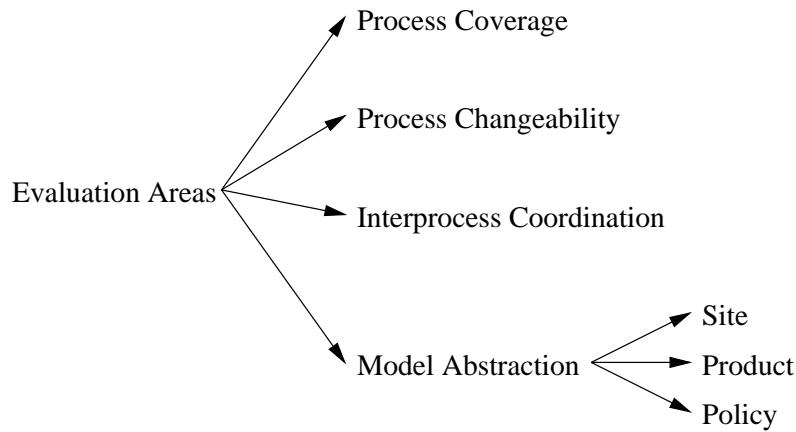 Process Coverage
Process Changeability
Evaluation Areas
Interprocess Coordination
Site
Model Abstraction
Product
Policy